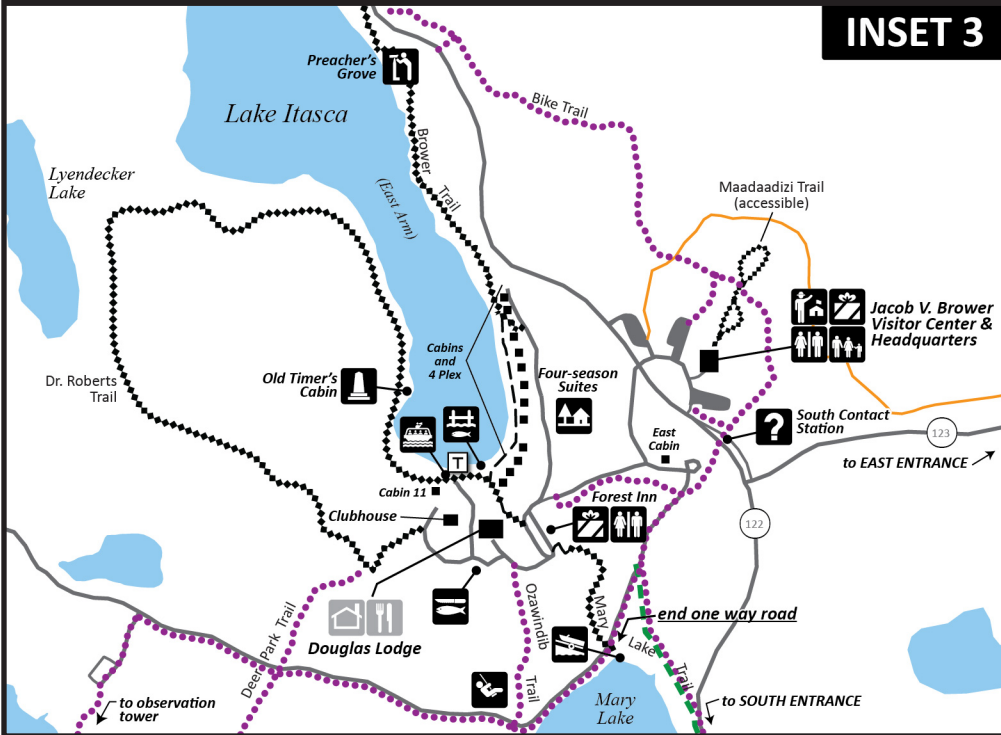 INSET 3
Preacher's
Grove
Lake Itasca
Bike Trail
Brower
Trail
(East Arm)
Lyendecker
Lake
Maadaadizi Trail
(accessible)
Jacob V. Brower
Visitor Center &
Headquarters
Cabins
and
4 Plex
Four-season
Suites
Old Timer's
Cabin
Dr. Roberts
Trail
?
South Contact
Station
123
to EAST ENTRANCE
East
Cabin
T
Cabin 11
Clubhouse
Forest Inn
122
Douglas Lodge
Ozawindib
Trail
Mary
Lake
Trail
end one way road
Deer Park Trail
to observation
tower
Mary
Lake
to SOUTH ENTRANCE